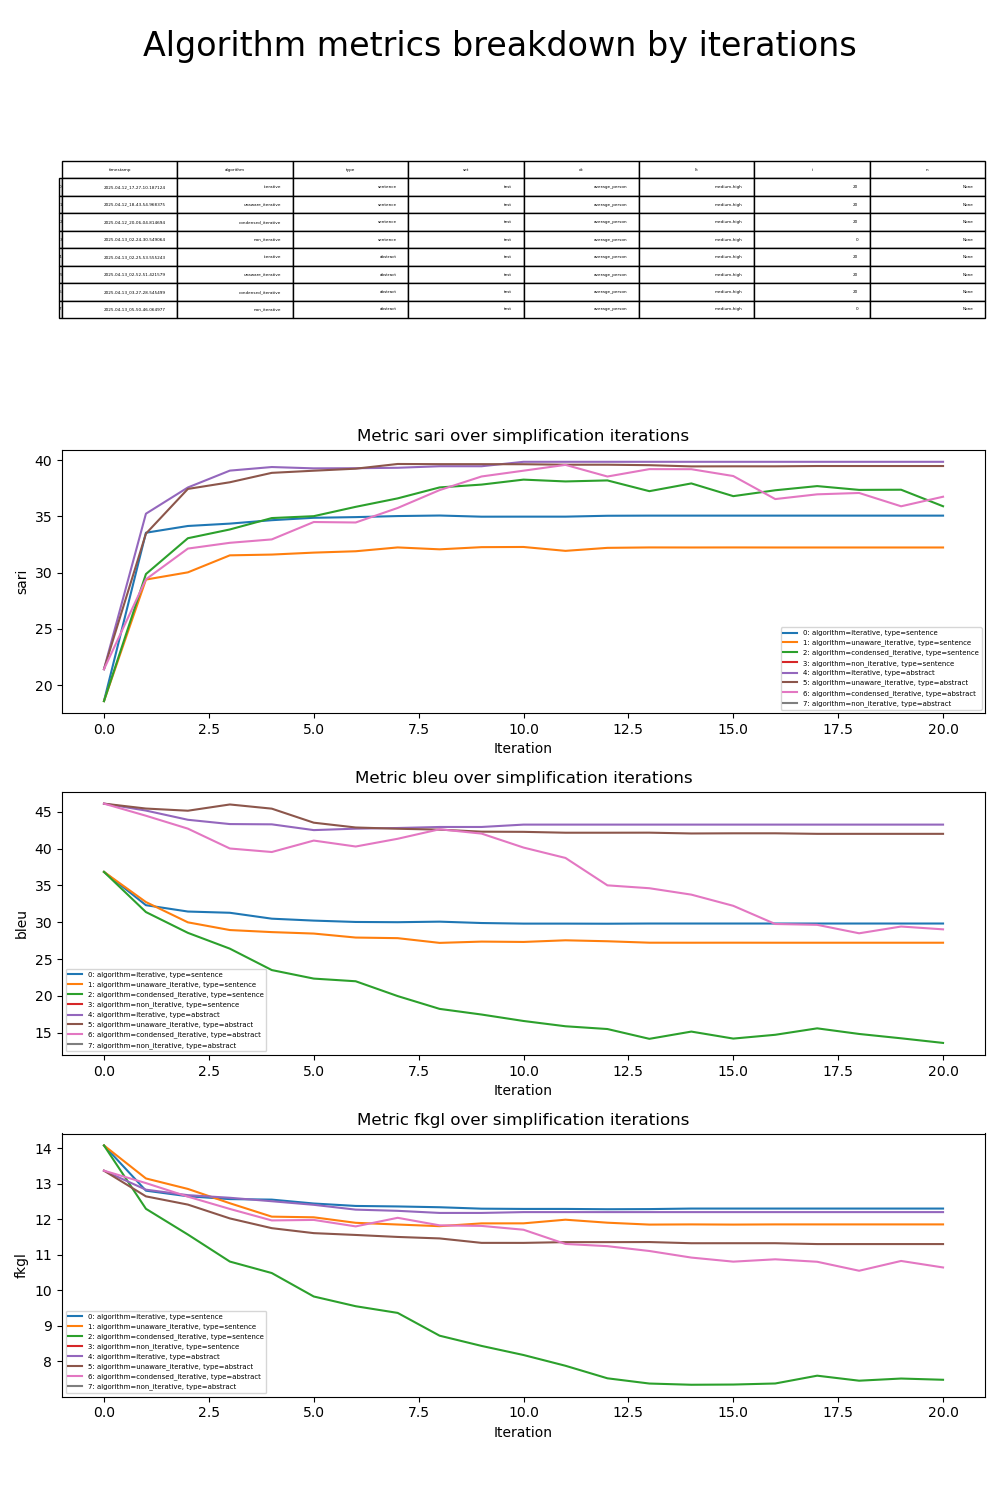 Algorithm metrics breakdown by iterations
timestamp algorithm type set st lt i n
2025-04-12_17-27-10.187124 iterative sentence test average_person medium-high 20 None
2025-04-12_18-43-54.968375 unaware_iterative sentence test average_person medium-high 20 None
2025-04-12_20-06-04.814694 condensed_iterative sentence test average_person medium-high 20 None
2025-04-13_02-24-30.549064 non_iterative sentence test average_person medium-high 0 None
2025-04-13_02-25-53.555243 iterative abstract test average_person medium-high 20 None
2025-04-13_02-52-51.421579 unaware_iterative abstract test average_person medium-high 20 None
2025-04-13_03-27-28.545499 condensed_iterative abstract test average_person medium-high 20 None
2025-04-13_05-50-46.064977 non_iterative abstract test average_person medium-high 0 None
Metric sari over simplification iterations
40
35
30
25
20
sari
0: algorithm=iterative, type=sentence
1: algorithm=unaware_iterative, type=sentence
2: algorithm=condensed_iterative, type=sentence
3: algorithm=non_iterative, type=sentence
4: algorithm=iterative, type=abstract
5: algorithm=unaware_iterative, type=abstract
6: algorithm=condensed_iterative, type=abstract
7: algorithm=non_iterative, type=abstract
0.0 2.5 5.0 7.5 10.0 12.5 15.0 17.5 20.0
Iteration
Metric bleu over simplification iterations
45
40
35
30
25
20
15
bleu
0: algorithm=iterative, type=sentence
1: algorithm=unaware_iterative, type=sentence
2: algorithm=condensed_iterative, type=sentence
3: algorithm=non_iterative, type=sentence
4: algorithm=iterative, type=abstract
5: algorithm=unaware_iterative, type=abstract
6: algorithm=condensed_iterative, type=abstract
7: algorithm=non_iterative, type=abstract
0.0 2.5 5.0 7.5 10.0 12.5 15.0 17.5 20.0
Iteration
Metric fkgl over simplification iterations
14
13
12
11
10
9
8
fkgl
0: algorithm=iterative, type=sentence
1: algorithm=unaware_iterative, type=sentence
2: algorithm=condensed_iterative, type=sentence
3: algorithm=non_iterative, type=sentence
4: algorithm=iterative, type=abstract
5: algorithm=unaware_iterative, type=abstract
6: algorithm=condensed_iterative, type=abstract
7: algorithm=non_iterative, type=abstract
0.0 2.5 5.0 7.5 10.0 12.5 15.0 17.5 20.0
Iteration